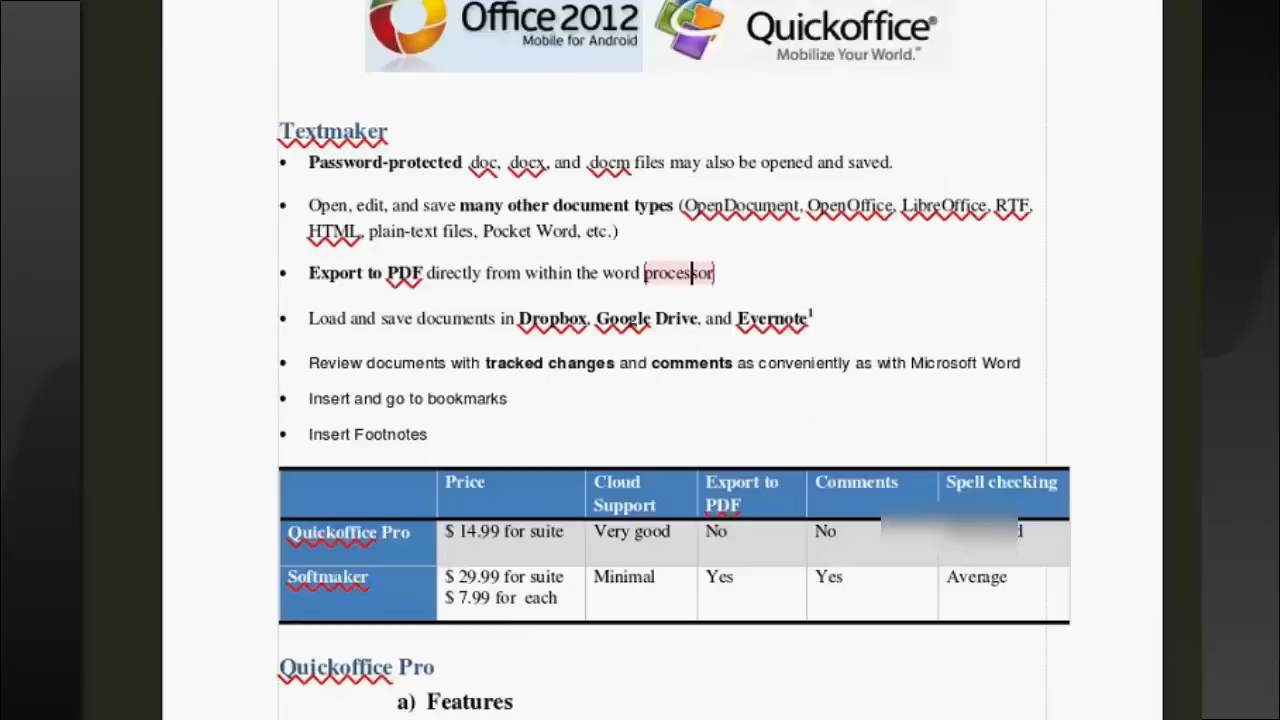 Office 2012
Mobile for Android
Quickoffice®
Mobilize Your World.™
Textmaker
• Password-protected .doc, .docx, and .docm files may also be opened and saved.
• Open, edit, and save many other document types (OpenDocument, OpenOffice, LibreOffice, RTF,
HTML, plain-text files, Pocket Word, etc.)
• Export to PDF directly from within the word processor
• Load and save documents in Dropbox, Google Drive, and Evernote¹
• Review documents with tracked changes and comments as conveniently as with Microsoft Word
• Insert and go to bookmarks
• Insert Footnotes
Price Cloud Support Export to PDF Comments Spell checking
Quickoffice Pro $ 14.99 for suite Very good No No
Softmaker $ 29.99 for suite Minimal Yes Yes Average
$ 7.99 for each
Quickoffice Pro
a) Features